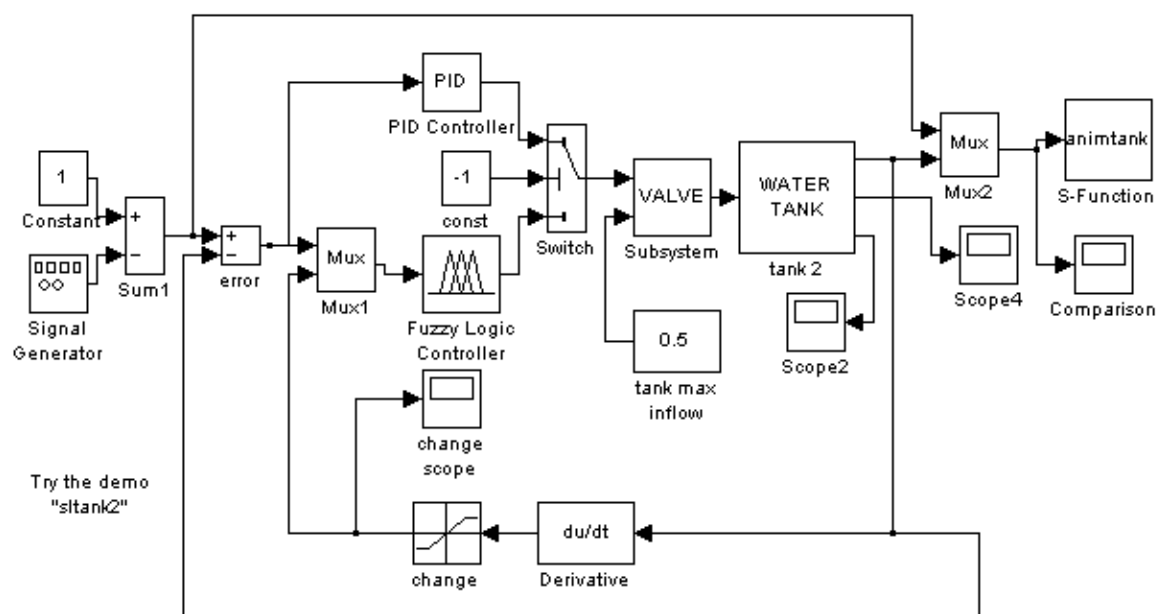 PID
PID Controller
1
Constant
-1
const
+
−
Sum1
+
−
error
Signal
Generator
Mux
Mux1
Fuzzy Logic
Controller
Switch
VALVE
Subsystem
WATER
TANK
tank 2
Mux
Mux2
animtank
S-Function
Scope4
Comparison
Scope2
0.5
tank max
inflow
change
scope
Try the demo
"sltank2"
change
du/dt
Derivative